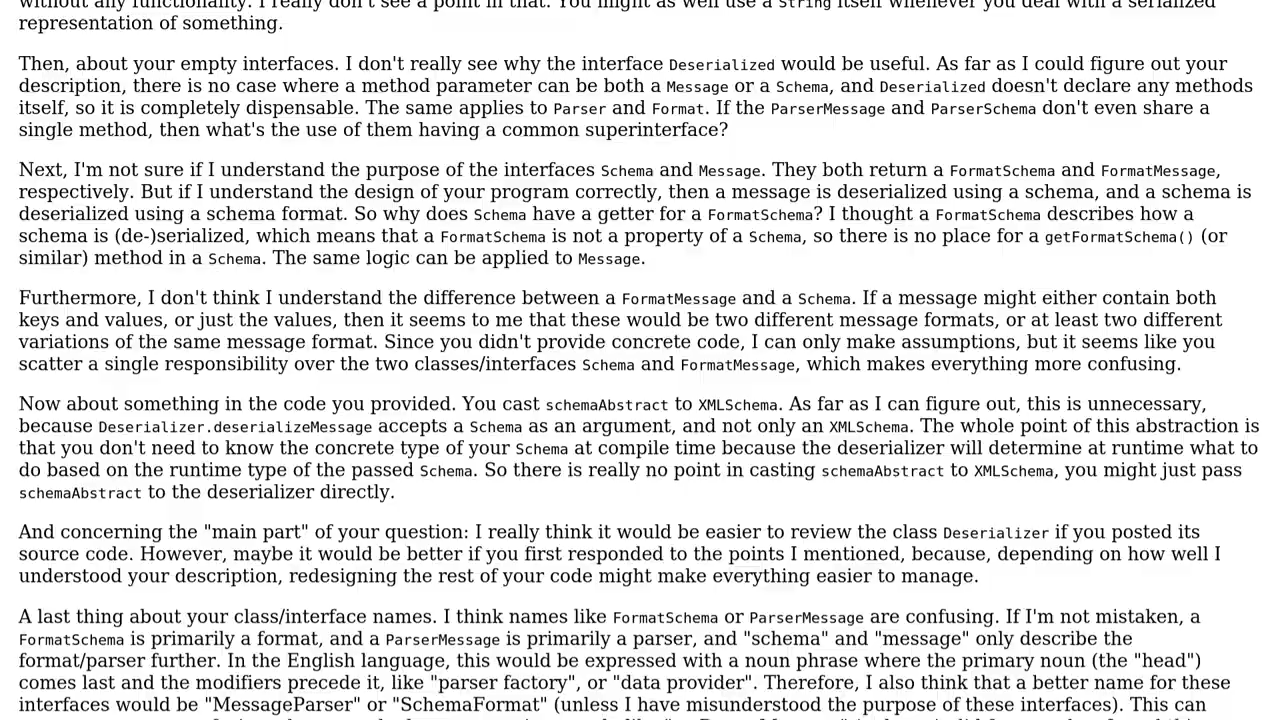 without any functionality. I really don't see a point in that. You might as well use a String itself whenever you deal with a serialized
representation of something.
Then, about your empty interfaces. I don't really see why the interface Deserialized would be useful. As far as I could figure out your
description, there is no case where a method parameter can be both a Message or a Schema, and Deserialized doesn't declare any methods
itself, so it is completely dispensable. The same applies to Parser and Format. If the ParserMessage and ParserSchema don't even share a
single method, then what's the use of them having a common superinterface?
Next, I'm not sure if I understand the purpose of the interfaces Schema and Message. They both return a FormatSchema and FormatMessage,
respectively. But if I understand the design of your program correctly, then a message is deserialized using a schema, and a schema is
deserialized using a schema format. So why does Schema have a getter for a FormatSchema? I thought a FormatSchema describes how a
schema is (de-)serialized, which means that a FormatSchema is not a property of a Schema, so there is no place for a getFormatSchema() (or
similar) method in a Schema. The same logic can be applied to Message.
Furthermore, I don't think I understand the difference between a FormatMessage and a Schema. If a message might either contain both
keys and values, or just the values, then it seems to me that these would be two different message formats, or at least two different
variations of the same message format. Since you didn't provide concrete code, I can only make assumptions, but it seems like you
scatter a single responsibility over the two classes/interfaces Schema and FormatMessage, which makes everything more confusing.
Now about something in the code you provided. You cast schemaAbstract to XMLSchema. As far as I can figure out, this is unnecessary,
because Deserializer.deserializeMessage accepts a Schema as an argument, and not only an XMLSchema. The whole point of this abstraction is
that you don't need to know the concrete type of your Schema at compile time because the deserializer will determine at runtime what to
do based on the runtime type of the passed Schema. So there is really no point in casting schemaAbstract to XMLSchema, you might just pass
schemaAbstract to the deserializer directly.
And concerning the "main part" of your question: I really think it would be easier to review the class Deserializer if you posted its
source code. However, maybe it would be better if you first responded to the points I mentioned, because, depending on how well I
understood your description, redesigning the rest of your code might make everything easier to manage.
A last thing about your class/interface names. I think names like FormatSchema or ParserMessage are confusing. If I'm not mistaken, a
FormatSchema is primarily a format, and a ParserMessage is primarily a parser, and "schema" and "message" only describe the
format/parser further. In the English language, this would be expressed with a noun phrase where the primary noun (the "head")
comes last and the modifiers precede it, like "parser factory", or "data provider". Therefore, I also think that a better name for these
interfaces would be "MessageParser" or "SchemaFormat" (unless I have misunderstood the purpose of these interfaces). This can